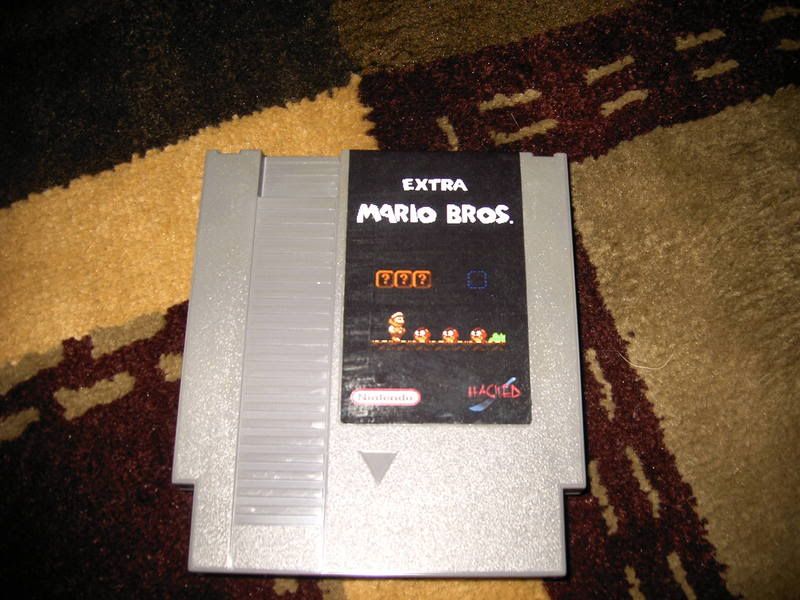 EXTRA
MARIO BROS.
? ? ?
Nintendo
HACKED